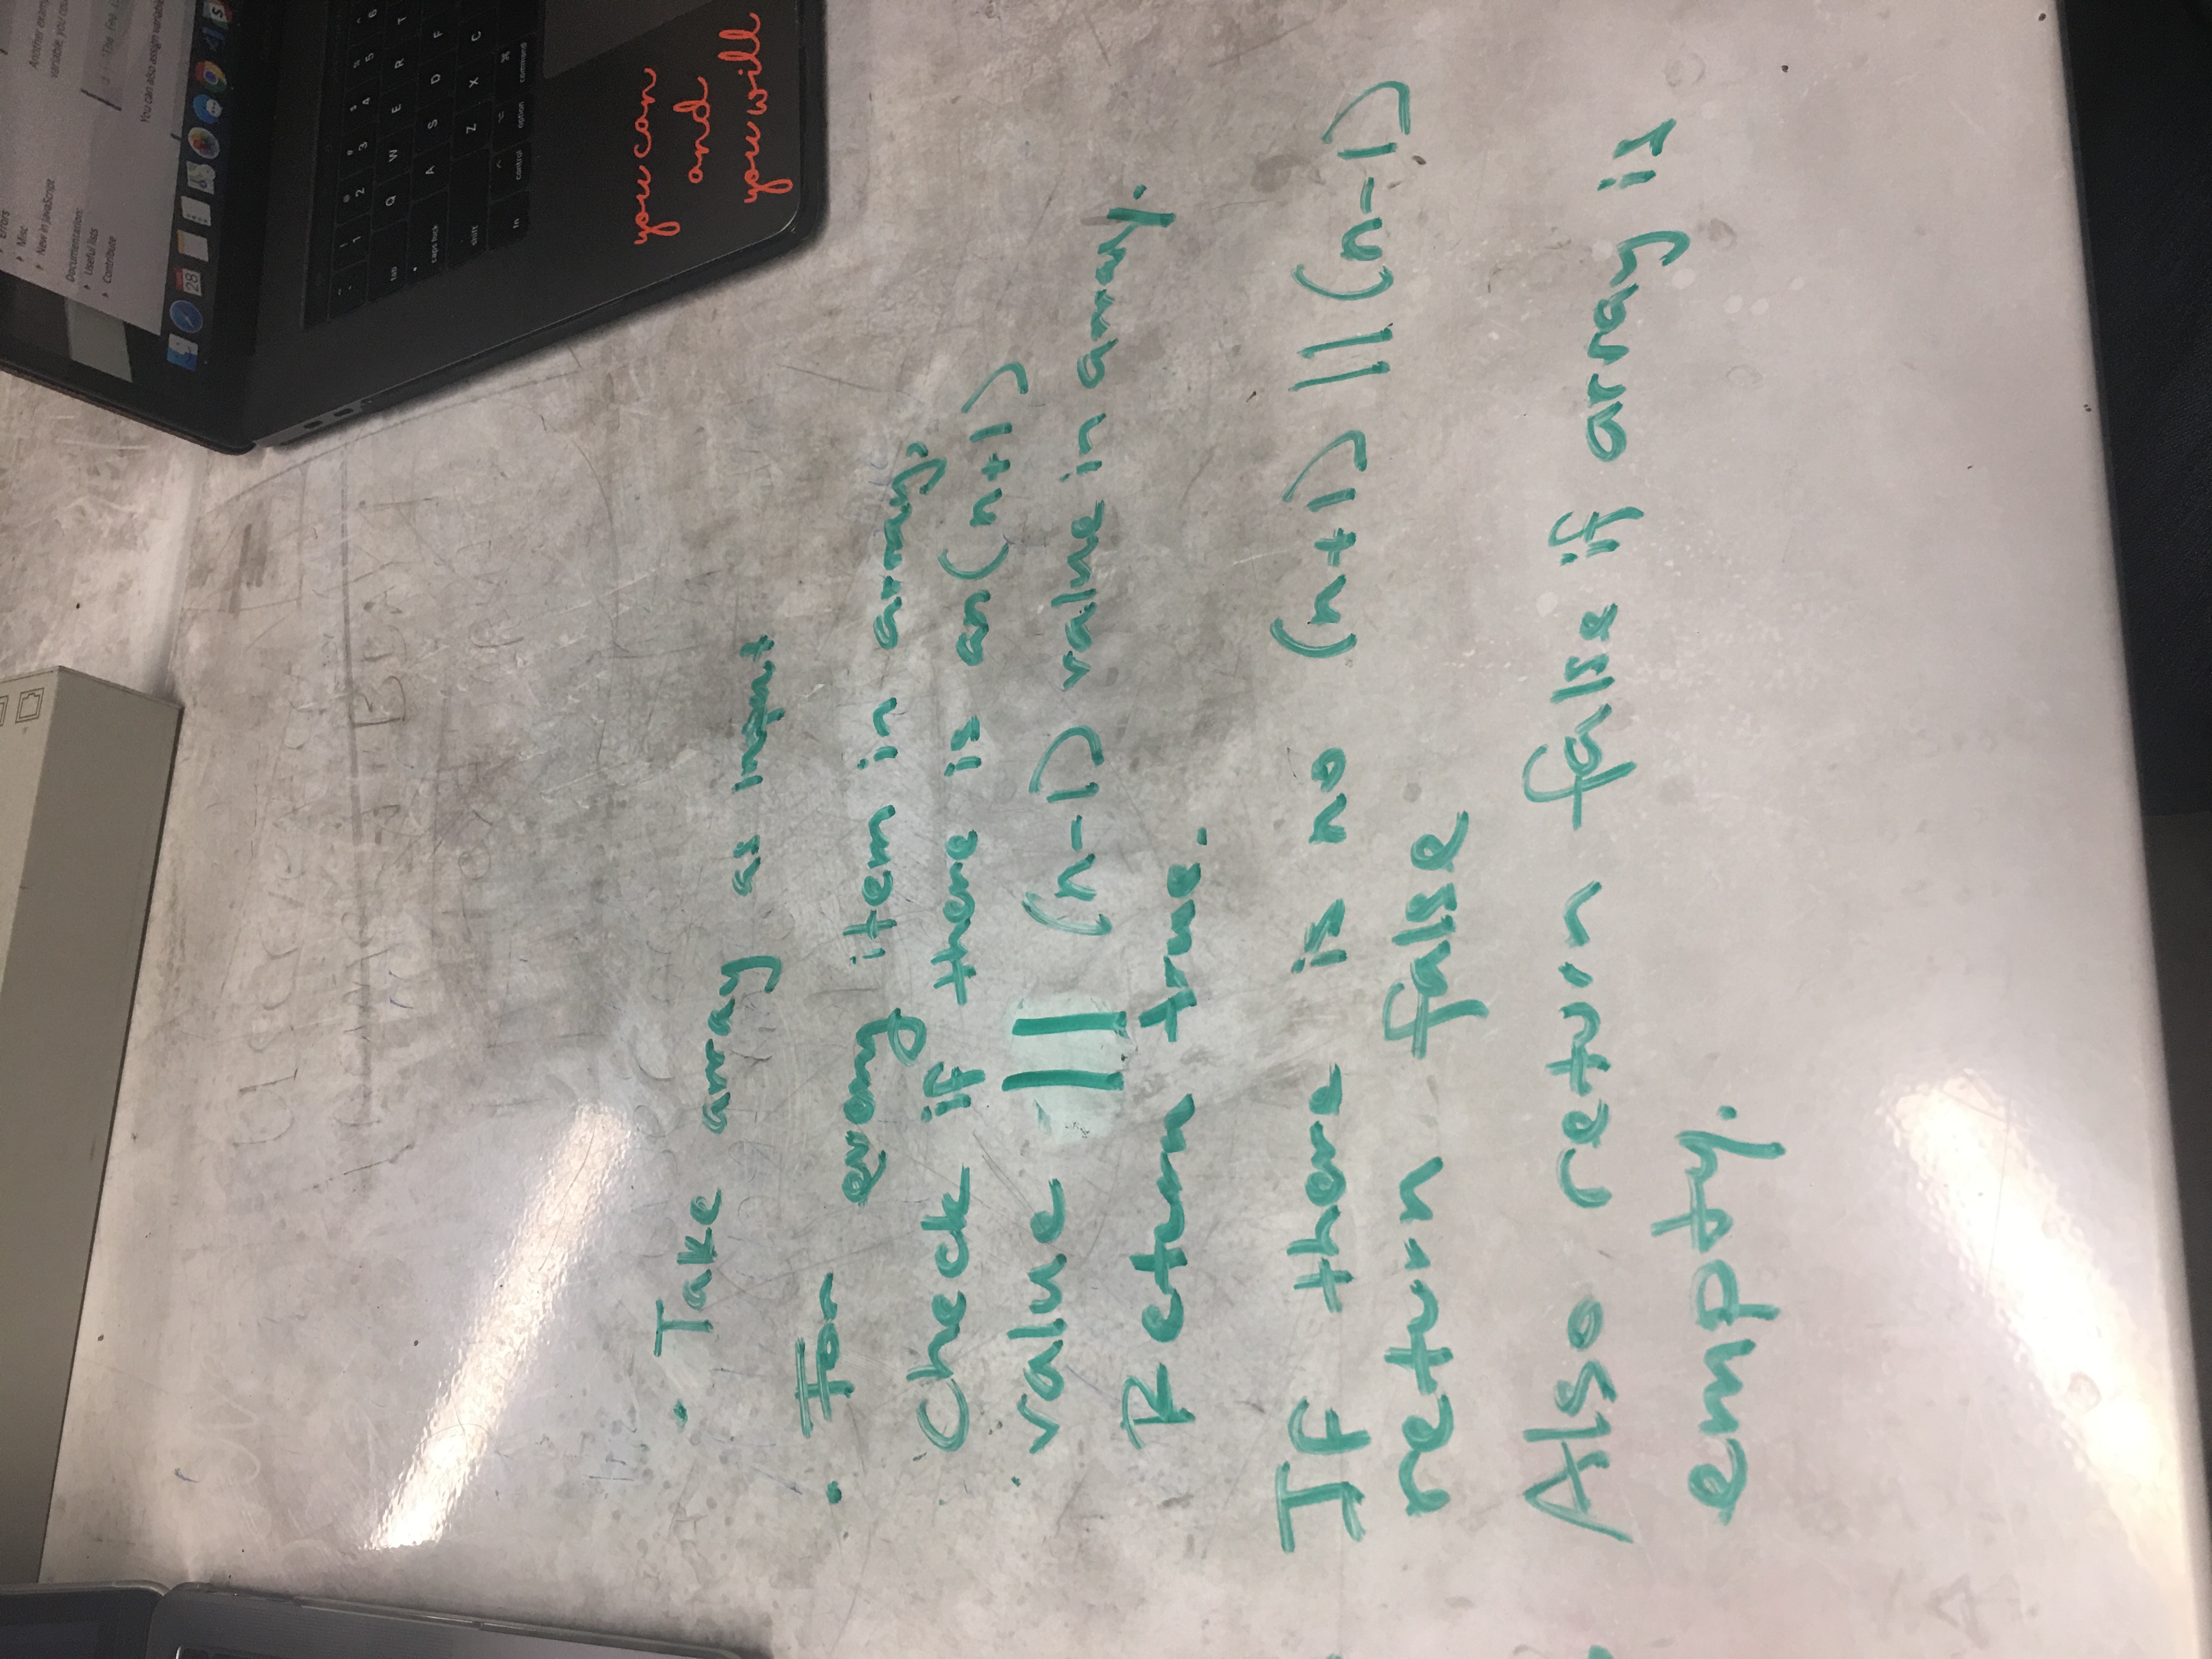 Errors
Misc
New in JavaScript
Documentation:
Useful lists
Contribute
Another
variable, you
You can also assign
28
1 2 3 4 5 6
tab Q W E R T
caps lock A S D F
shift Z X C
fn control option command
you can
and
you will
• Take array as input
• For every item in array,
Check if there is an (n+1)
value || (n-1) value in array.
Return true.
If there is no (n+1) || (n-1)
return false
Also return false if array is
empty.